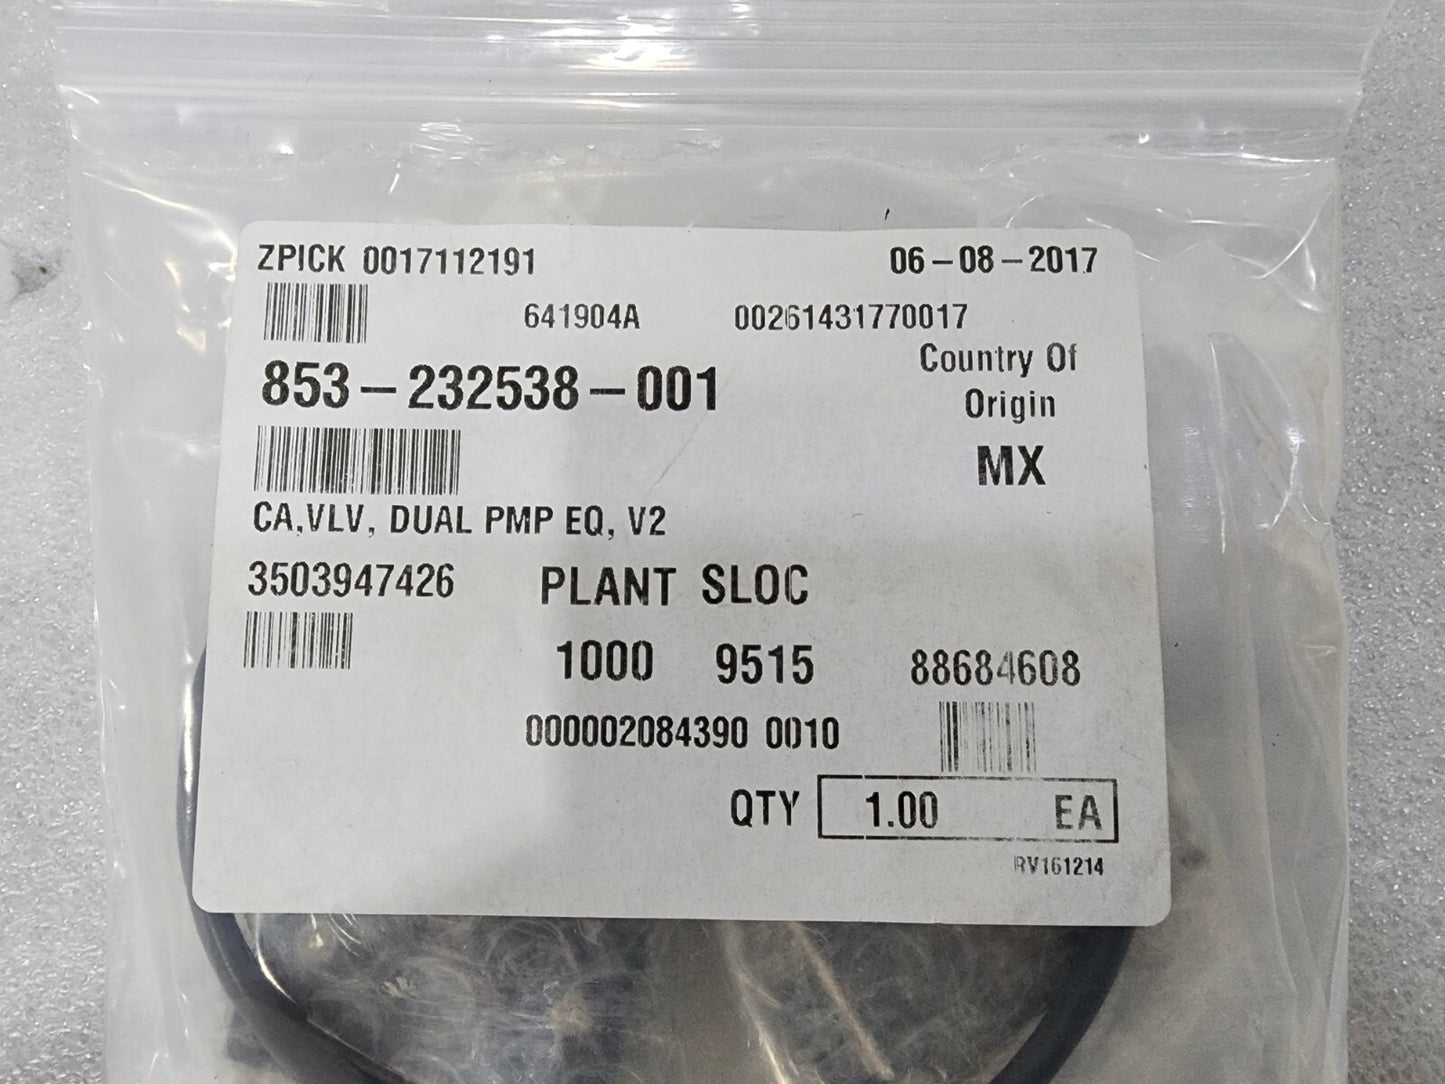 ZPICK 0017112191 06-08-2017
641904A 00261431770017
853-232538-001
Country Of
Origin
MX
CA,VLV, DUAL PMP EQ, V2
3503947426 PLANT SLOC
1000 9515 88684608
000002084390 0010
QTY 1.00 EA
RV161214